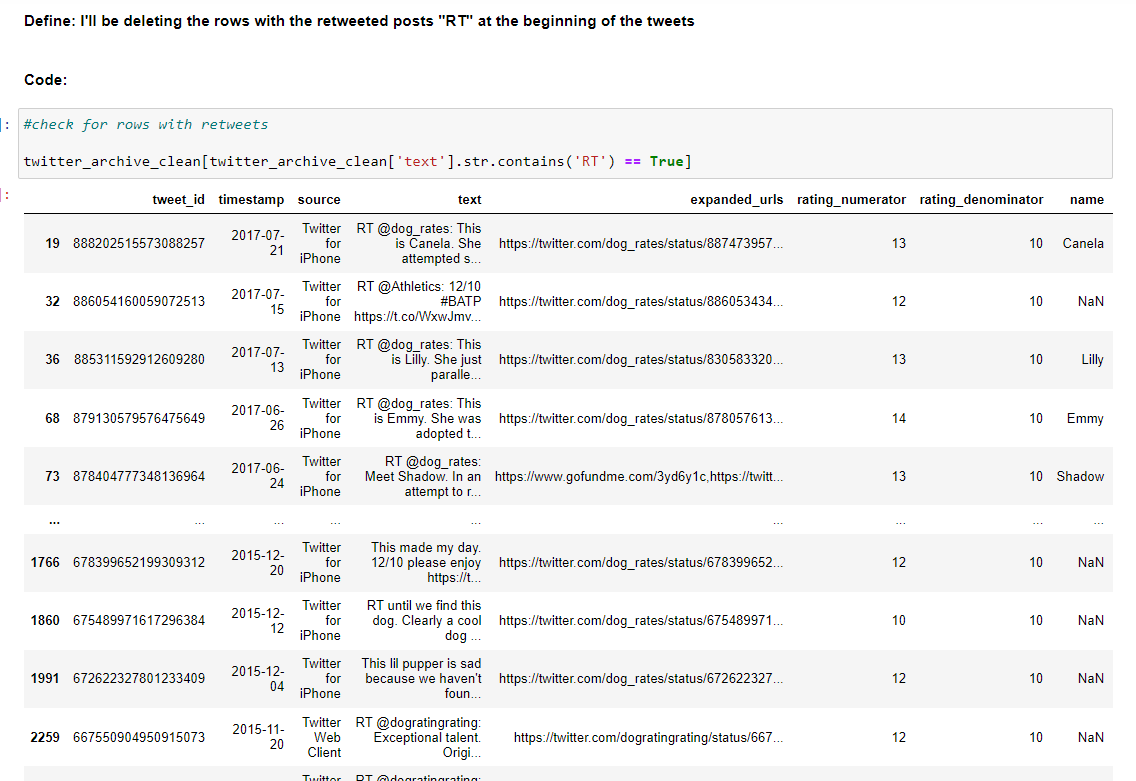 Define: I'll be deleting the rows with the retweeted posts "RT" at the beginning of the tweets
Code:
]:
#check for rows with retweets
twitter_archive_clean[twitter_archive_clean['text'].str.contains('RT') == True]
]:
tweet_id timestamp source text expanded_urls rating_numerator rating_denominator name
19 888202515573088257 2017-07-21 Twitter for iPhone RT @dog_rates: This is Canela. She attempted s... https://twitter.com/dog_rates/status/887473957... 13 10 Canela
32 886054160059072513 2017-07-15 Twitter for iPhone RT @Athletics: 12/10 #BATP https://t.co/WxwJmv... https://twitter.com/dog_rates/status/886053434... 12 10 NaN
36 885311592912609280 2017-07-13 Twitter for iPhone RT @dog_rates: This is Lilly. She just paralle... https://twitter.com/dog_rates/status/830583320... 13 10 Lilly
68 879130579576475649 2017-06-26 Twitter for iPhone RT @dog_rates: This is Emmy. She was adopted t... https://twitter.com/dog_rates/status/878057613... 14 10 Emmy
73 878404777348136964 2017-06-24 Twitter for iPhone RT @dog_rates: Meet Shadow. In an attempt to r... https://www.gofundme.com/3yd6y1c,https://twitt... 13 10 Shadow
... ... ... ... ... ... ... ... ...
1766 678399652199309312 2015-12-20 Twitter for iPhone This made my day. 12/10 please enjoy https://t... https://twitter.com/dog_rates/status/678399652... 12 10 NaN
1860 675489971617296384 2015-12-12 Twitter for iPhone RT until we find this dog. Clearly a cool dog ... https://twitter.com/dog_rates/status/675489971... 10 10 NaN
1991 672622327801233409 2015-12-04 Twitter for iPhone This lil pupper is sad because we haven't foun... https://twitter.com/dog_rates/status/672622327... 12 10 NaN
2259 667550904950915073 2015-11-20 Twitter Web Client RT @dogratingrating: Exceptional talent. Origi... https://twitter.com/dogratingrating/status/667... 12 10 NaN
Twitter RT @dogratingrating: